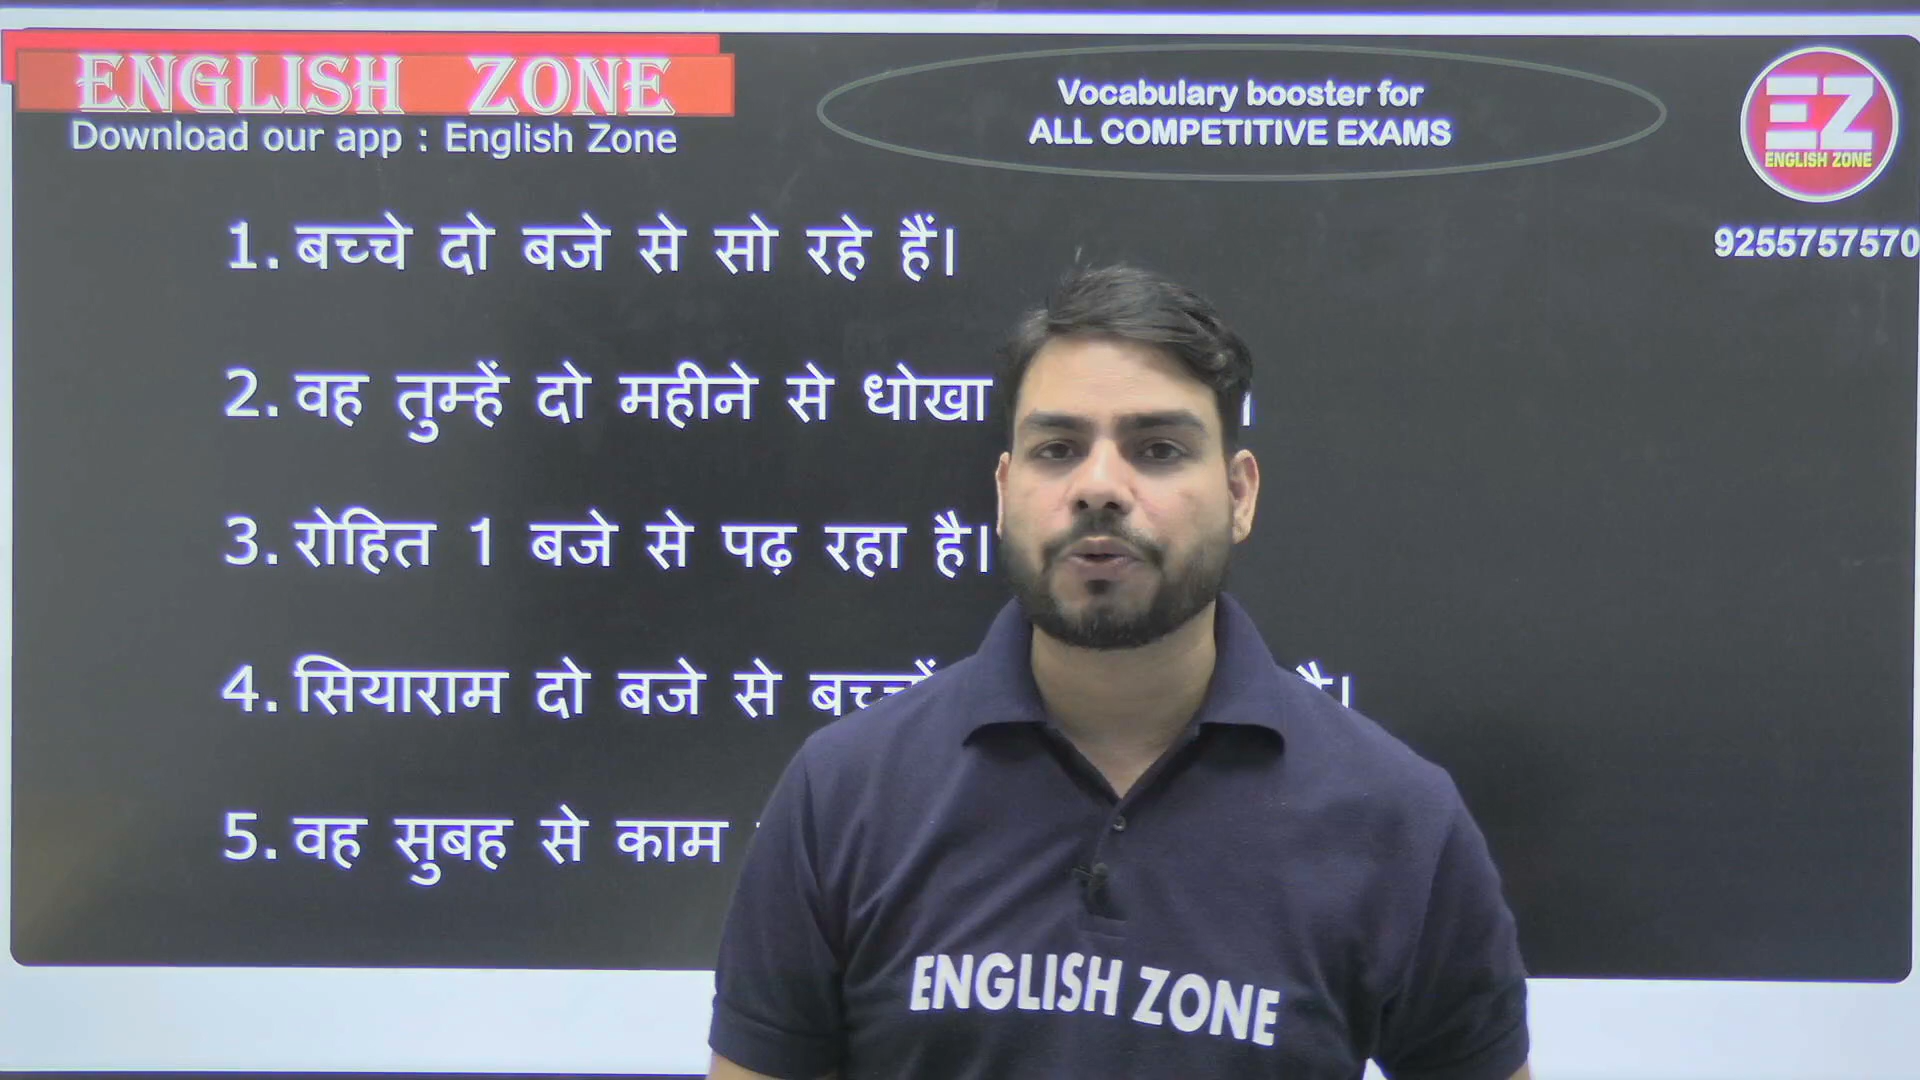 ENGLISH ZONE
Download our app : English Zone
Vocabulary booster for
ALL COMPETITIVE EXAMS
EZ
ENGLISH ZONE
9255757570
1. बच्चे दो बजे से सो रहे हैं।
2. वह तुम्हें दो महीने से धोखा
3. रोहित 1 बजे से पढ़ रहा है।
4. सियाराम दो बजे से
5. वह सुबह से काम
ENGLISH ZONE